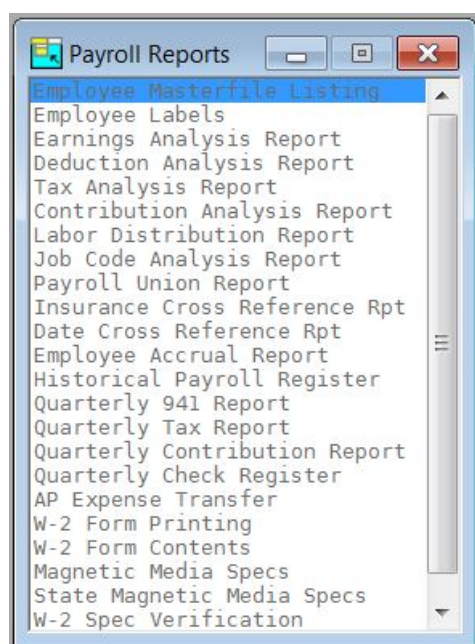 Payroll Reports
Employee Masterfile Listing
Employee Labels
Earnings Analysis Report
Deduction Analysis Report
Tax Analysis Report
Contribution Analysis Report
Labor Distribution Report
Job Code Analysis Report
Payroll Union Report
Insurance Cross Reference Rpt
Date Cross Reference Rpt
Employee Accrual Report
Historical Payroll Register
Quarterly 941 Report
Quarterly Tax Report
Quarterly Contribution Report
Quarterly Check Register
AP Expense Transfer
W-2 Form Printing
W-2 Form Contents
Magnetic Media Specs
State Magnetic Media Specs
W-2 Spec Verification